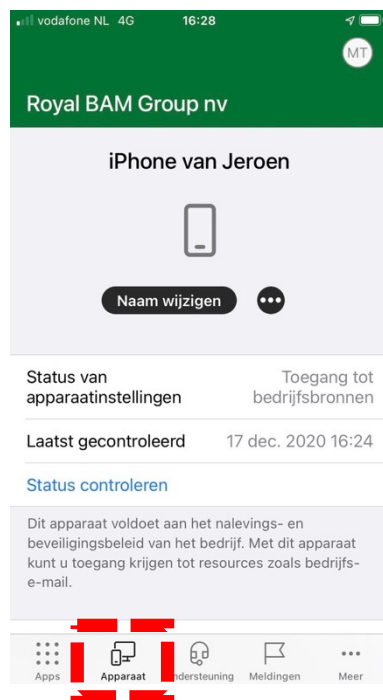 vodafone NL 4G 16:28
MT
Royal BAM Group nv
iPhone van Jeroen
Naam wijzigen
Status van apparaatinstellingen
Toegang tot bedrijfsbronnen
Laatst gecontroleerd 17 dec. 2020 16:24
Status controleren
Dit apparaat voldoet aan het nalevings- en
beveiligingsbeleid van het bedrijf. Met dit apparaat
kunt u toegang krijgen tot resources zoals bedrijfs-
e-mail.
Apps Apparaat ndersteuning Meldingen Meer